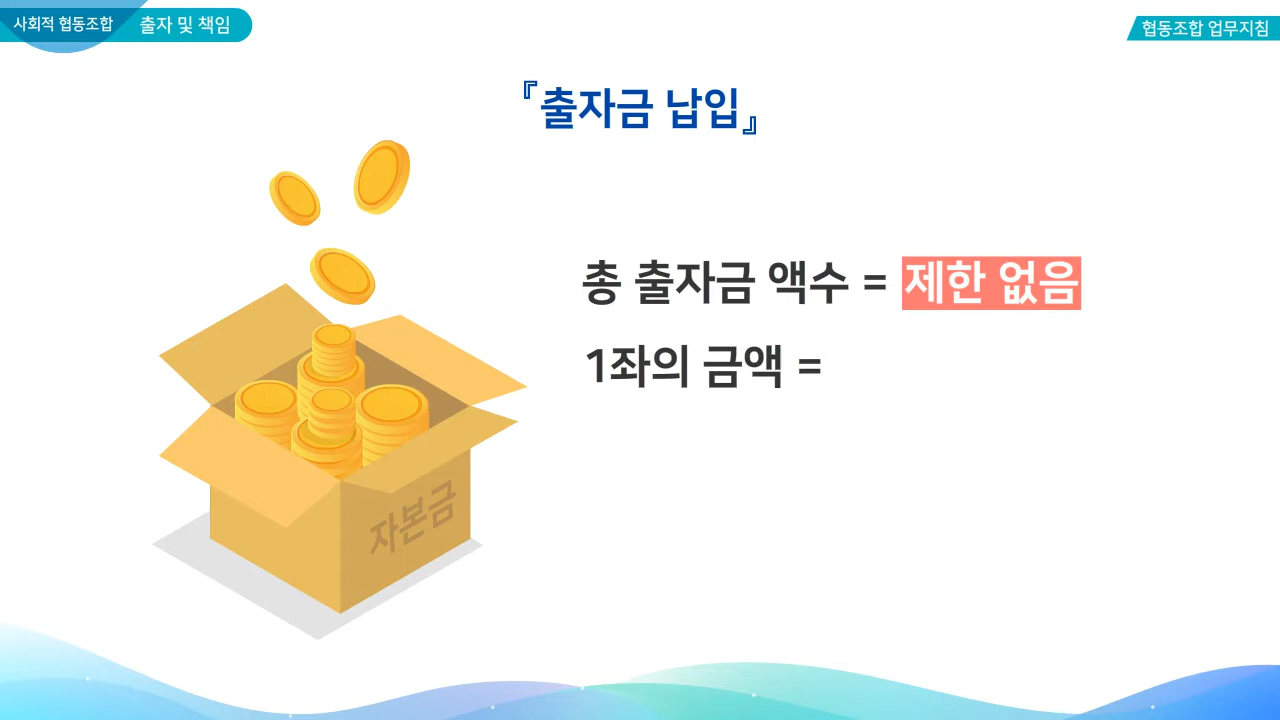 사회적 협동조합
출자 및 책임
협동조합 업무지침
『출자금 납입』
총 출자금 액수 = 제한 없음
1좌의 금액 =
자본금